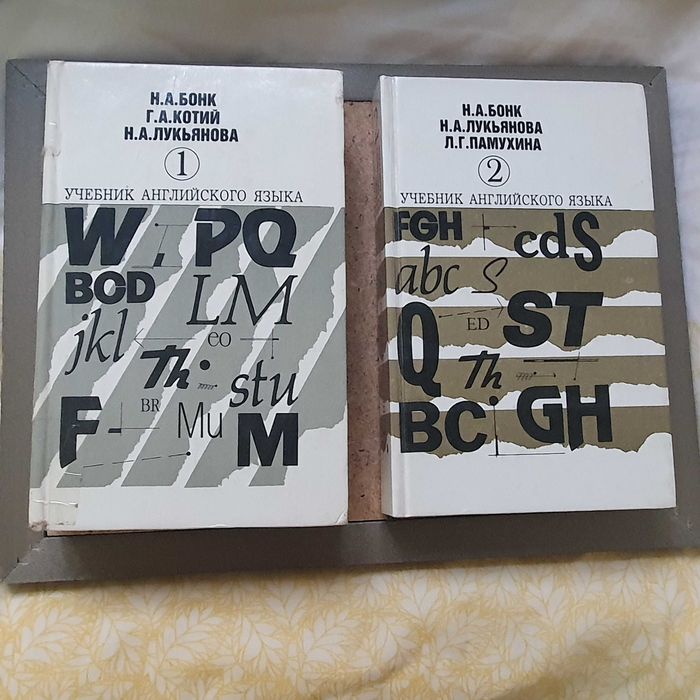 Н.А.БОНК
Г.А.КОТИЙ
Н.А.ЛУКЬЯНОВА
1
УЧЕБНИК АНГЛИЙСКОГО ЯЗЫКА
W PQ
BCD LM
jkl EO
Th stu
BR
F Mu M
Н.А.БОНК
Н.А.ЛУКЬЯНОВА
Л.Г.ПАМУХИНА
2
УЧЕБНИК АНГЛИЙСКОГО ЯЗЫКА
FGH cdS
abc S
ED ST
Q Th
BC GH